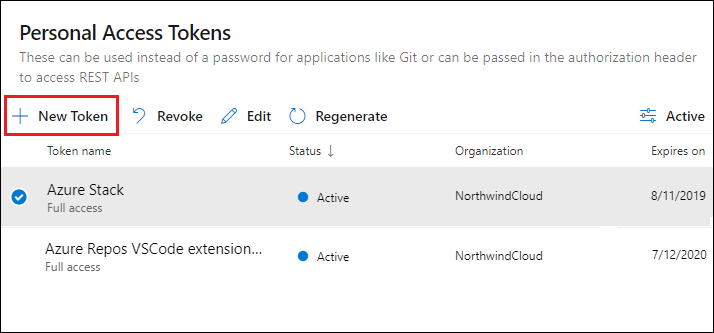 Personal Access Tokens
These can be used instead of a password for applications like Git or can be passed in the authorization header
to access REST APIs
New Token Revoke Edit Regenerate Active
Token name Status ↓ Organization Expires on
Azure Stack
Full access
Active NorthwindCloud 8/11/2019
Azure Repos VSCode extension...
Full access
Active NorthwindCloud 7/12/2020